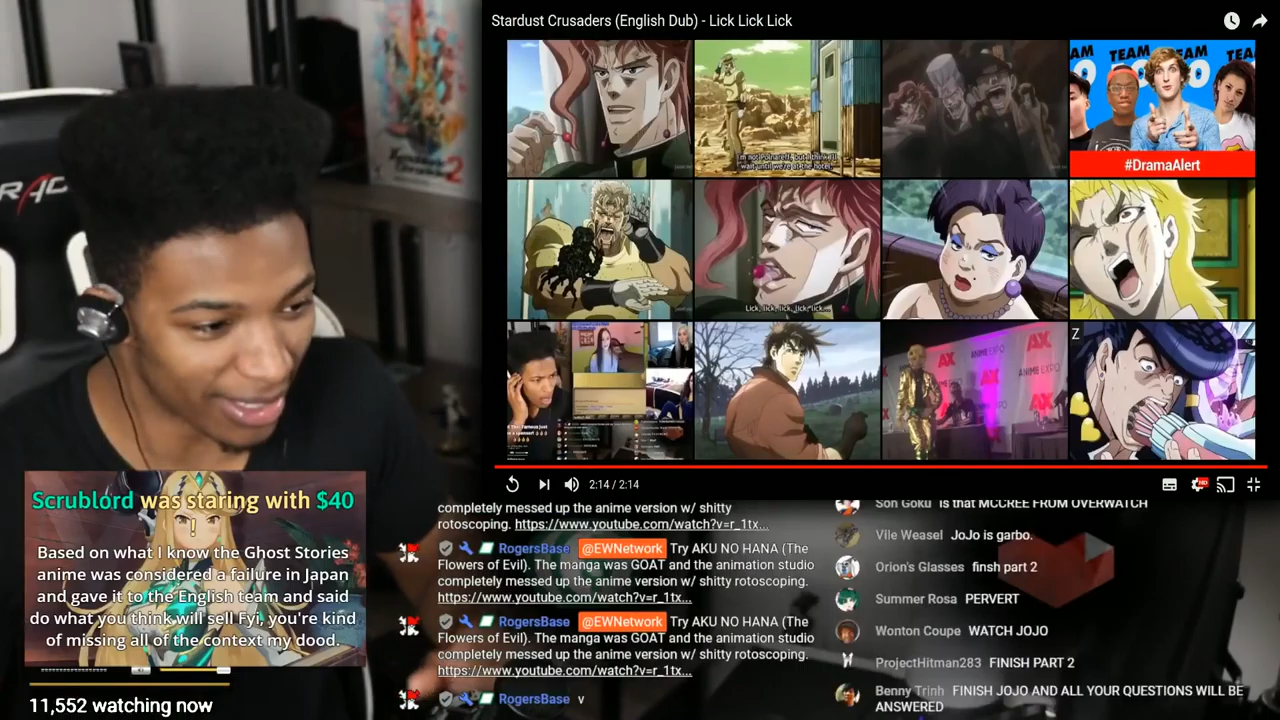 Stardust Crusaders (English Dub) - Lick Lick Lick
I'm not Polnareff, but I think I'll
wait until we're at the hotel.
TEAM
#DramaAlert
Lick, lick, lick, lick, lick...
AX
ANIME EXPO
AX
AX
ANIME EXPO
Z
2:14 / 2:14
HD
2
Scrublord was staring with $40
!
Based on what I know the Ghost Stories
anime was considered a failure in Japan
and gave it to the English team and said
do what you think will sell Fyi, you're kind
of missing all of the context my dood.
11,552 watching now
completely messed up the anime version w/ shitty
rotoscoping. https://www.youtube.com/watch?v=r_1tx...
RogersBase @EWNetwork Try AKU NO HANA (The
Flowers of Evil). The manga was GOAT and the animation studio
completely messed up the anime version w/ shitty rotoscoping.
https://www.youtube.com/watch?v=r_1tx...
RogersBase @EWNetwork Try AKU NO HANA (The
Flowers of Evil). The manga was GOAT and the animation studio
completely messed up the anime version w/ shitty rotoscoping.
https://www.youtube.com/watch?v=r_1tx...
RogersBase v
Son Goku is that MCCREE FROM OVERWATCH
Vile Weasel JoJo is garbo.
Orion's Glasses finsh part 2
Summer Rosa PERVERT
Wonton Coupe WATCH JOJO
ProjectHitman283 FINISH PART 2
Benny Trinh FINISH JOJO AND ALL YOUR QUESTIONS WILL BE
ANSWERED